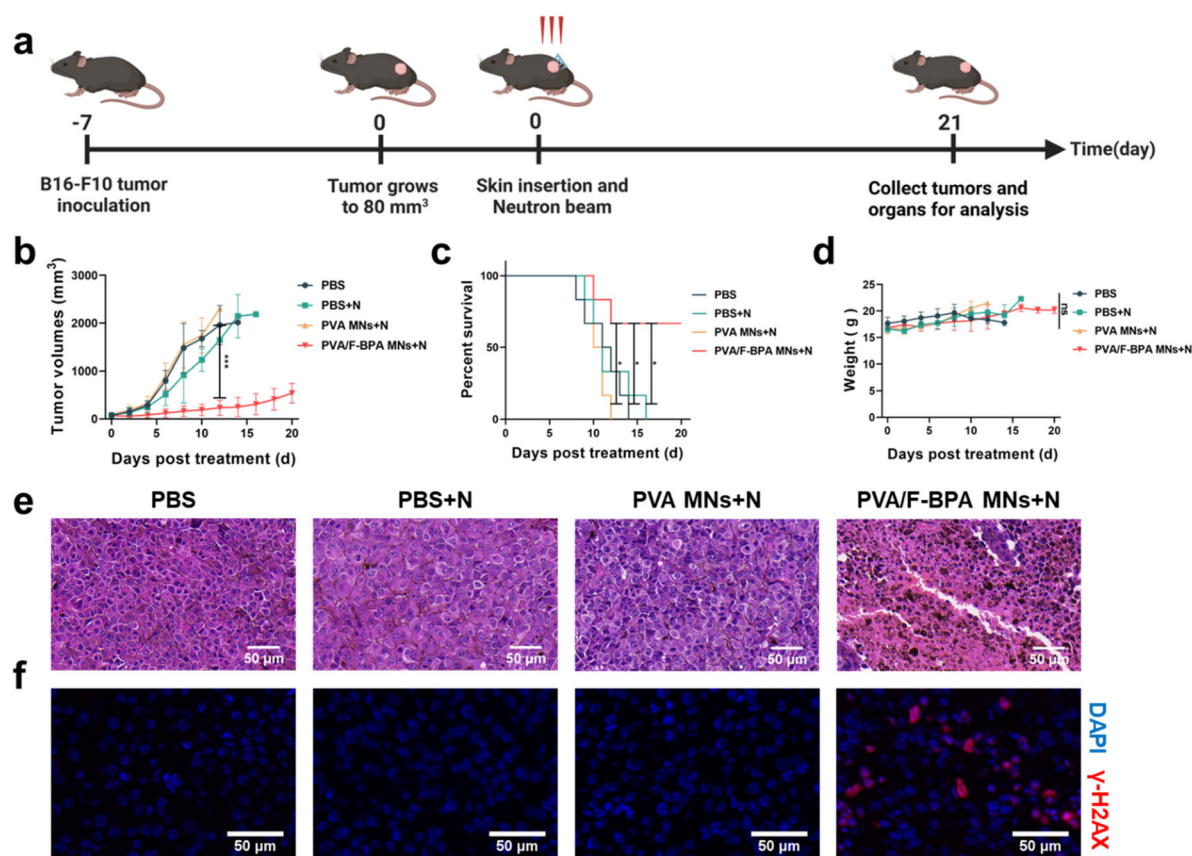 a
-7
0
0
21
Time(day)
B16-F10 tumor
inoculation
Tumor grows
to 80 mm³
Skin insertion and
Neutron beam
Collect tumors and
organs for analysis
b
Tumor volumes (mm³)
3000
2000
1000
0
0
5
10
15
20
Days post treatment (d)
PBS
PBS+N
PVA MNs+N
PVA/F-BPA MNs+N
***
c
Percent survival
100
50
0
0
5
10
15
20
Days post treatment (d)
PBS
PBS+N
PVA MNs+N
PVA/F-BPA MNs+N
* * *
d
Weight ( g )
25
20
15
10
5
0
0
5
10
15
20
Days post treatment (d)
PBS
PBS+N
PVA MNs+N
PVA/F-BPA MNs+N
ns
e
PBS
PBS+N
PVA MNs+N
PVA/F-BPA MNs+N
50 μm
50 μm
50 μm
50 μm
f
50 μm
50 μm
50 μm
50 μm
DAPI
γ-H2AX